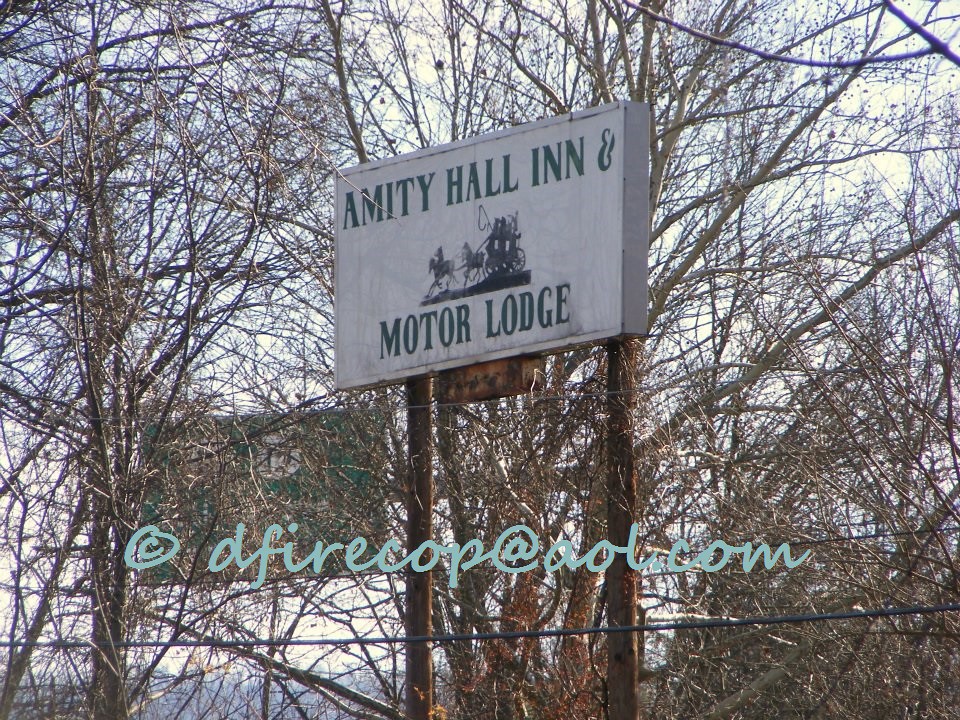 AMITY HALL INN &
MOTOR LODGE
© dfirecop@aol.com